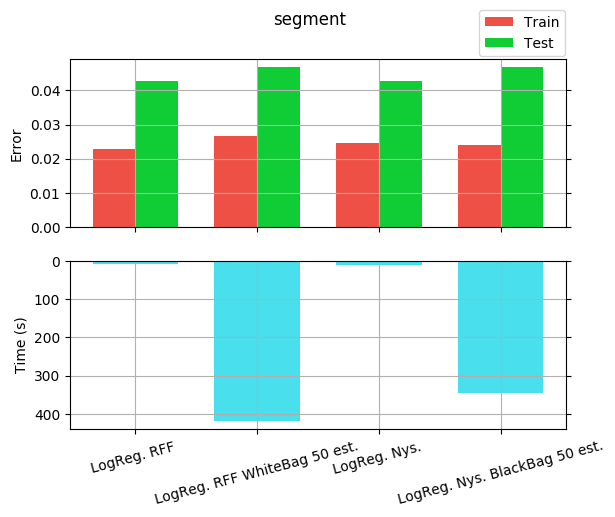 segment
Train
Test
Error
0.04
0.03
0.02
0.01
0.00
Time (s)
0
100
200
300
400
LogReg. RFF
LogReg. RFF WhiteBag 50 est.
LogReg. Nys.
LogReg. Nys. BlackBag 50 est.